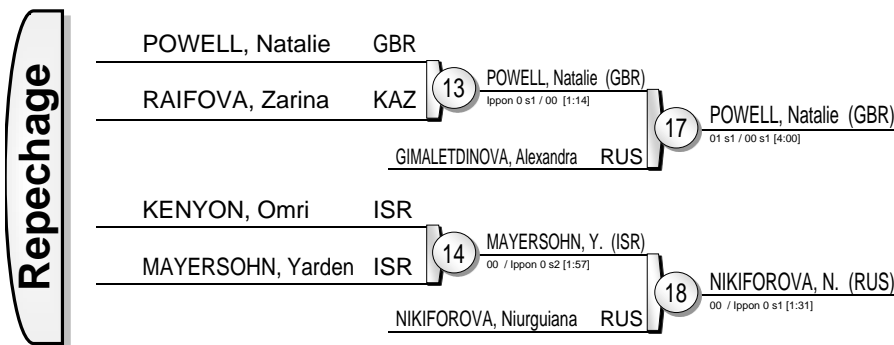 Repechage
POWELL, Natalie GBR
RAIFOVA, Zarina KAZ
13
POWELL, Natalie (GBR)
Ippon 0 s1 / 00 [1:14]
GIMALETDINOVA, Alexandra RUS
17
POWELL, Natalie (GBR)
01 s1 / 00 s1 [4:00]
KENYON, Omri ISR
MAYERSOHN, Yarden ISR
14
MAYERSOHN, Y. (ISR)
00 / Ippon 0 s2 [1:57]
NIKIFOROVA, Niurguiana RUS
18
NIKIFOROVA, N. (RUS)
00 / Ippon 0 s1 [1:31]